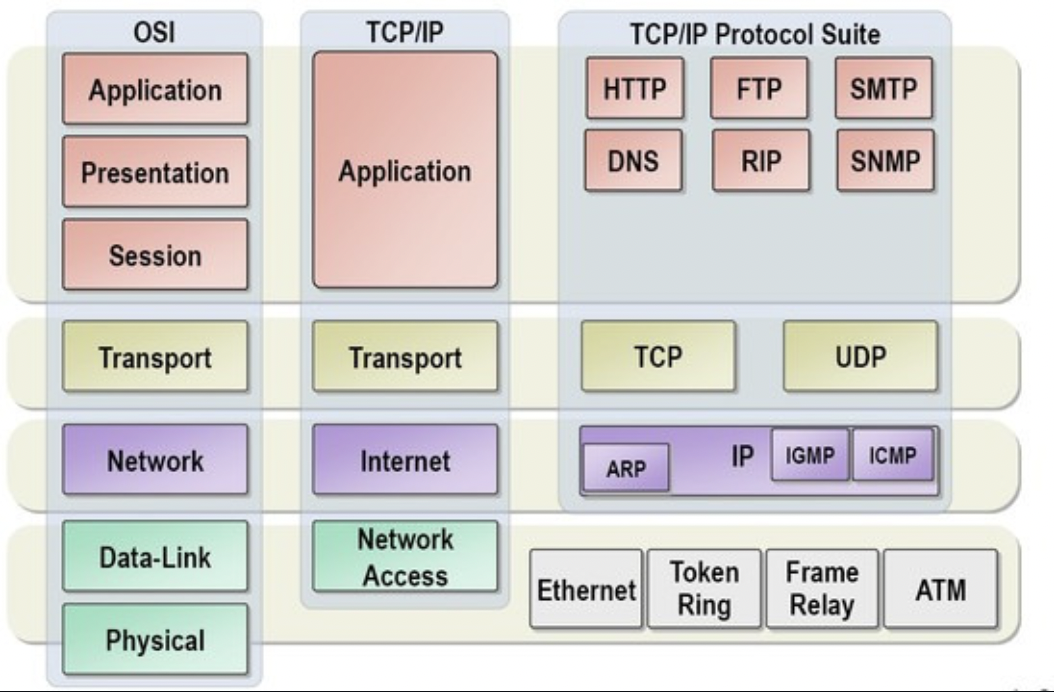 OSI
TCP/IP
TCP/IP Protocol Suite
Application
Presentation
Session
Application
HTTP
FTP
SMTP
DNS
RIP
SNMP
Transport
Transport
TCP
UDP
Network
Internet
ARP
IP
IGMP
ICMP
Data-Link
Physical
Network
Access
Ethernet
Token
Ring
Frame
Relay
ATM